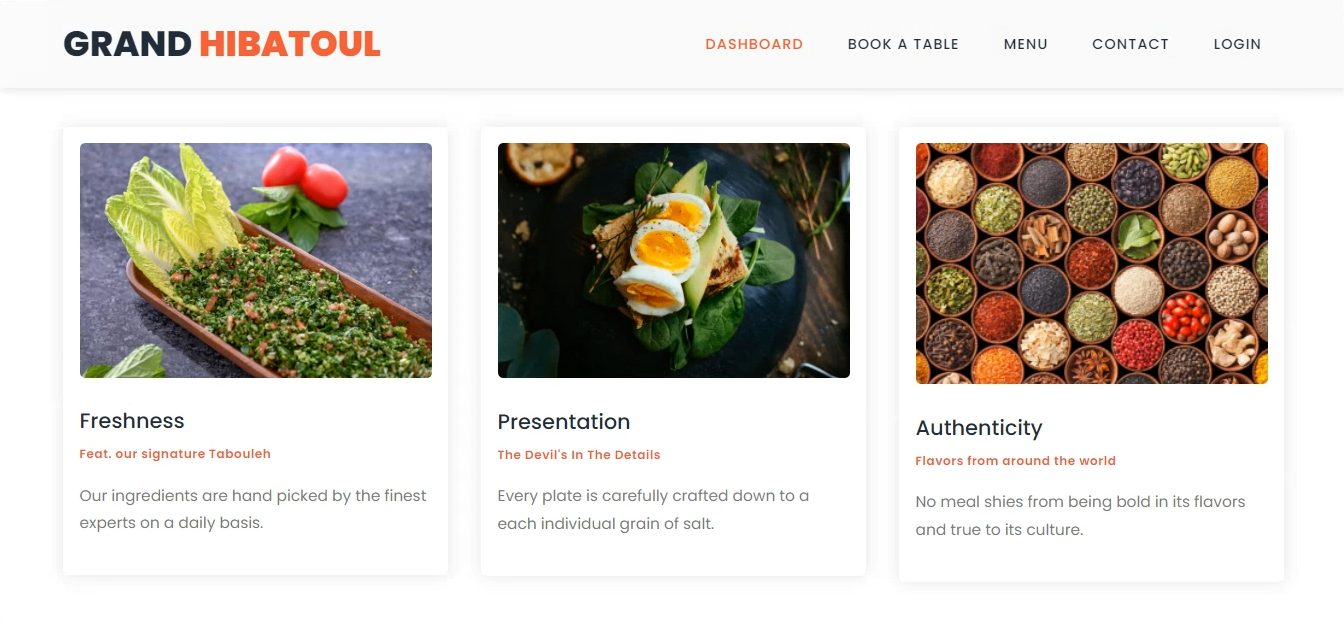 GRAND HIBATOUL
DASHBOARD
BOOK A TABLE
MENU
CONTACT
LOGIN
Freshness
Feat. our signature Tabouleh
Our ingredients are hand picked by the finest
experts on a daily basis.
Presentation
The Devil's In The Details
Every plate is carefully crafted down to a
each individual grain of salt.
Authenticity
Flavors from around the world
No meal shies from being bold in its flavors
and true to its culture.